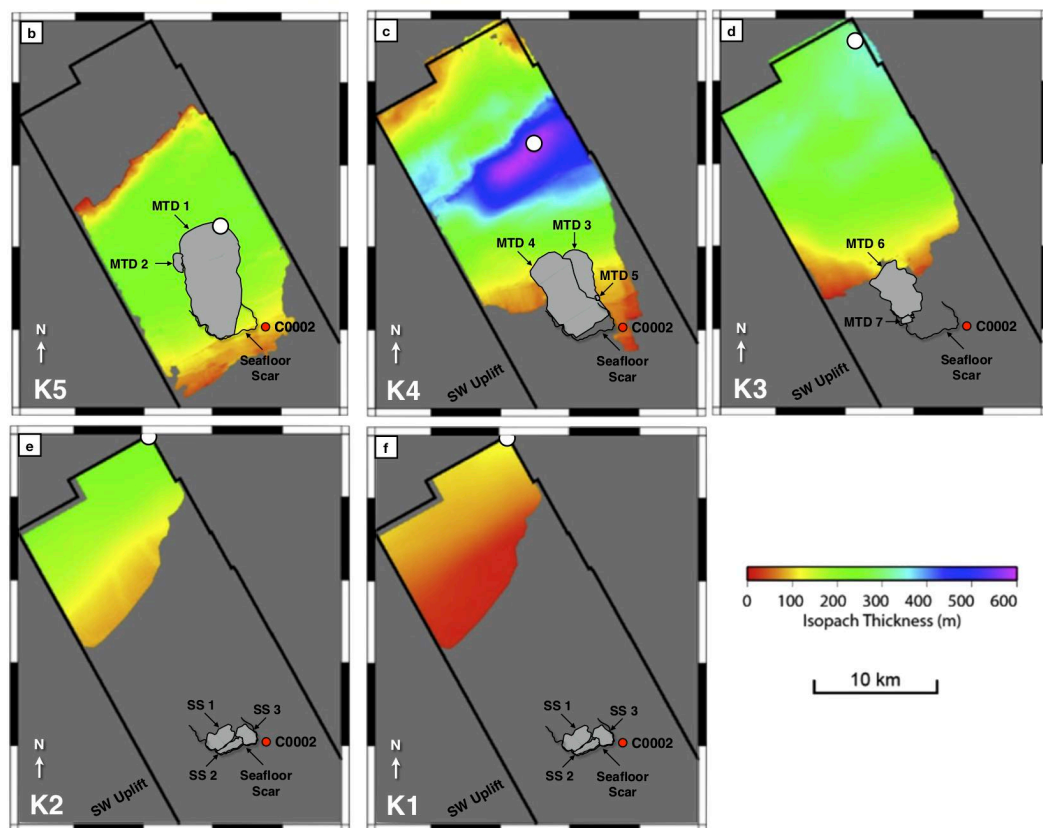 b
MTD 1
MTD 2
C0002
N
Seafloor
Scar
K5
c
MTD 3
MTD 4
MTD 5
C0002
N
Seafloor
Scar
SW Uplift
K4
d
MTD 6
MTD 7
C0002
N
Seafloor
Scar
SW Uplift
K3
e
SS 1
SS 3
C0002
N
SS 2
Seafloor
Scar
SW Uplift
K2
f
SS 1
SS 3
C0002
N
SS 2
Seafloor
Scar
SW Uplift
K1
0 100 200 300 400 500 600
Isopach Thickness (m)
10 km